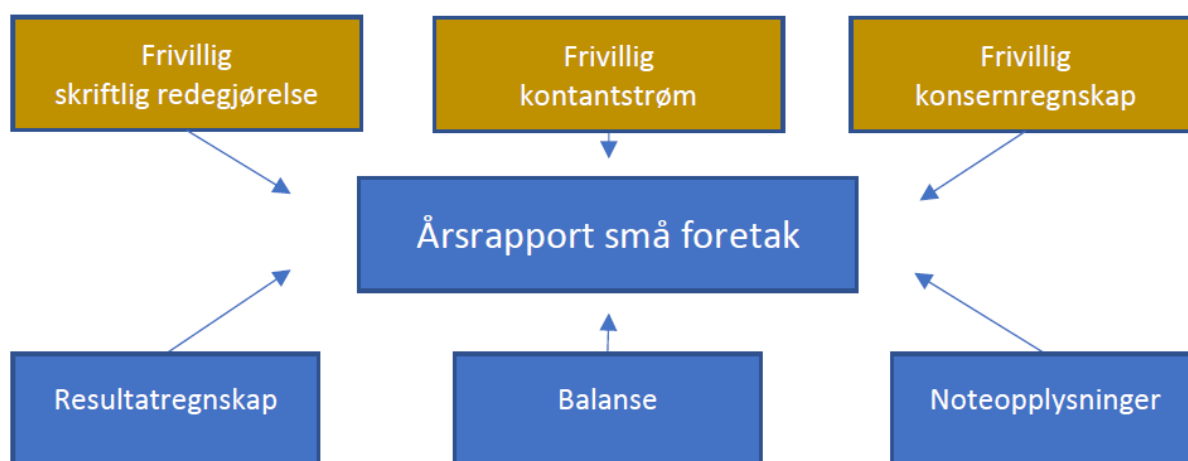 Frivillig
skriftlig redegjørelse
Frivillig
kontantstrøm
Frivillig
konsernregnskap
Årsrapport små foretak
Resultatregnskap
Balanse
Noteopplysninger